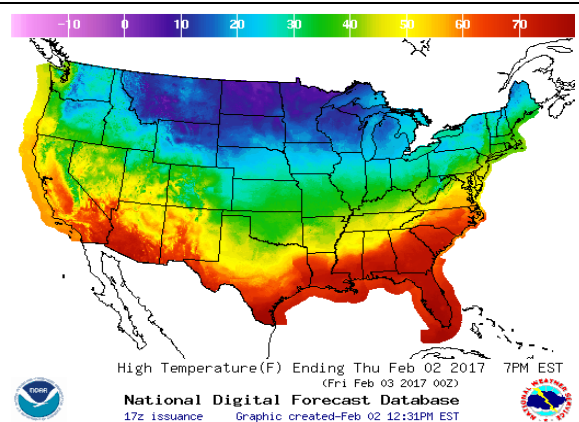 -10 0 10 20 30 40 50 60 70
High Temperature(F) Ending Thu Feb 02 2017 7PM EST
(Fri Feb 03 2017 00Z)
National Digital Forecast Database
17z issuance Graphic created-Feb 02 12:31PM EST
NOAA
NATIONAL WEATHER SERVICE